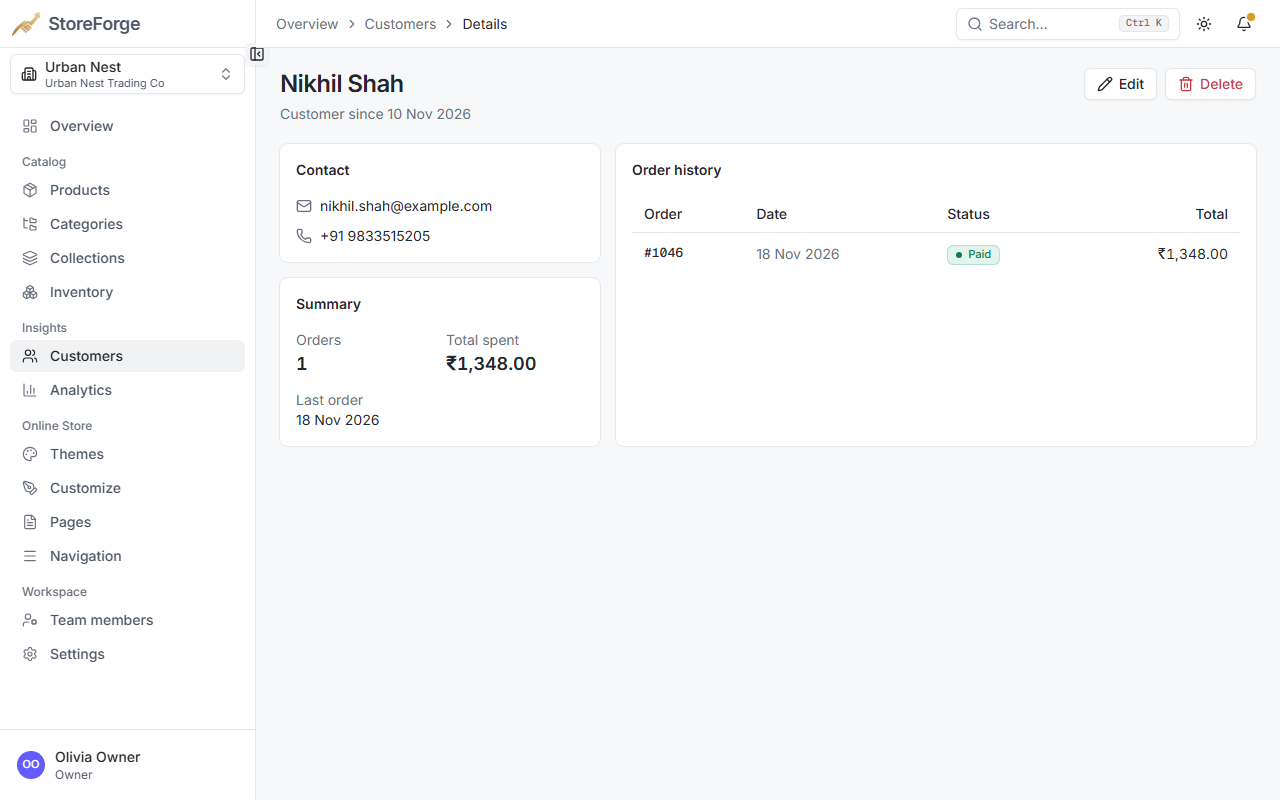 StoreForge
Overview > Customers > Details
Search...
Ctrl K
Urban Nest
Urban Nest Trading Co
Overview
Catalog
Products
Categories
Collections
Inventory
Insights
Customers
Analytics
Online Store
Themes
Customize
Pages
Navigation
Workspace
Team members
Settings
OO
Olivia Owner
Owner
Nikhil Shah
Customer since 10 Nov 2026
Edit
Delete
Contact
nikhil.shah@example.com
+91 9833515205
Summary
Orders
1
Total spent
₹1,348.00
Last order
18 Nov 2026
Order history
Order Date Status Total
#1046 18 Nov 2026 Paid ₹1,348.00